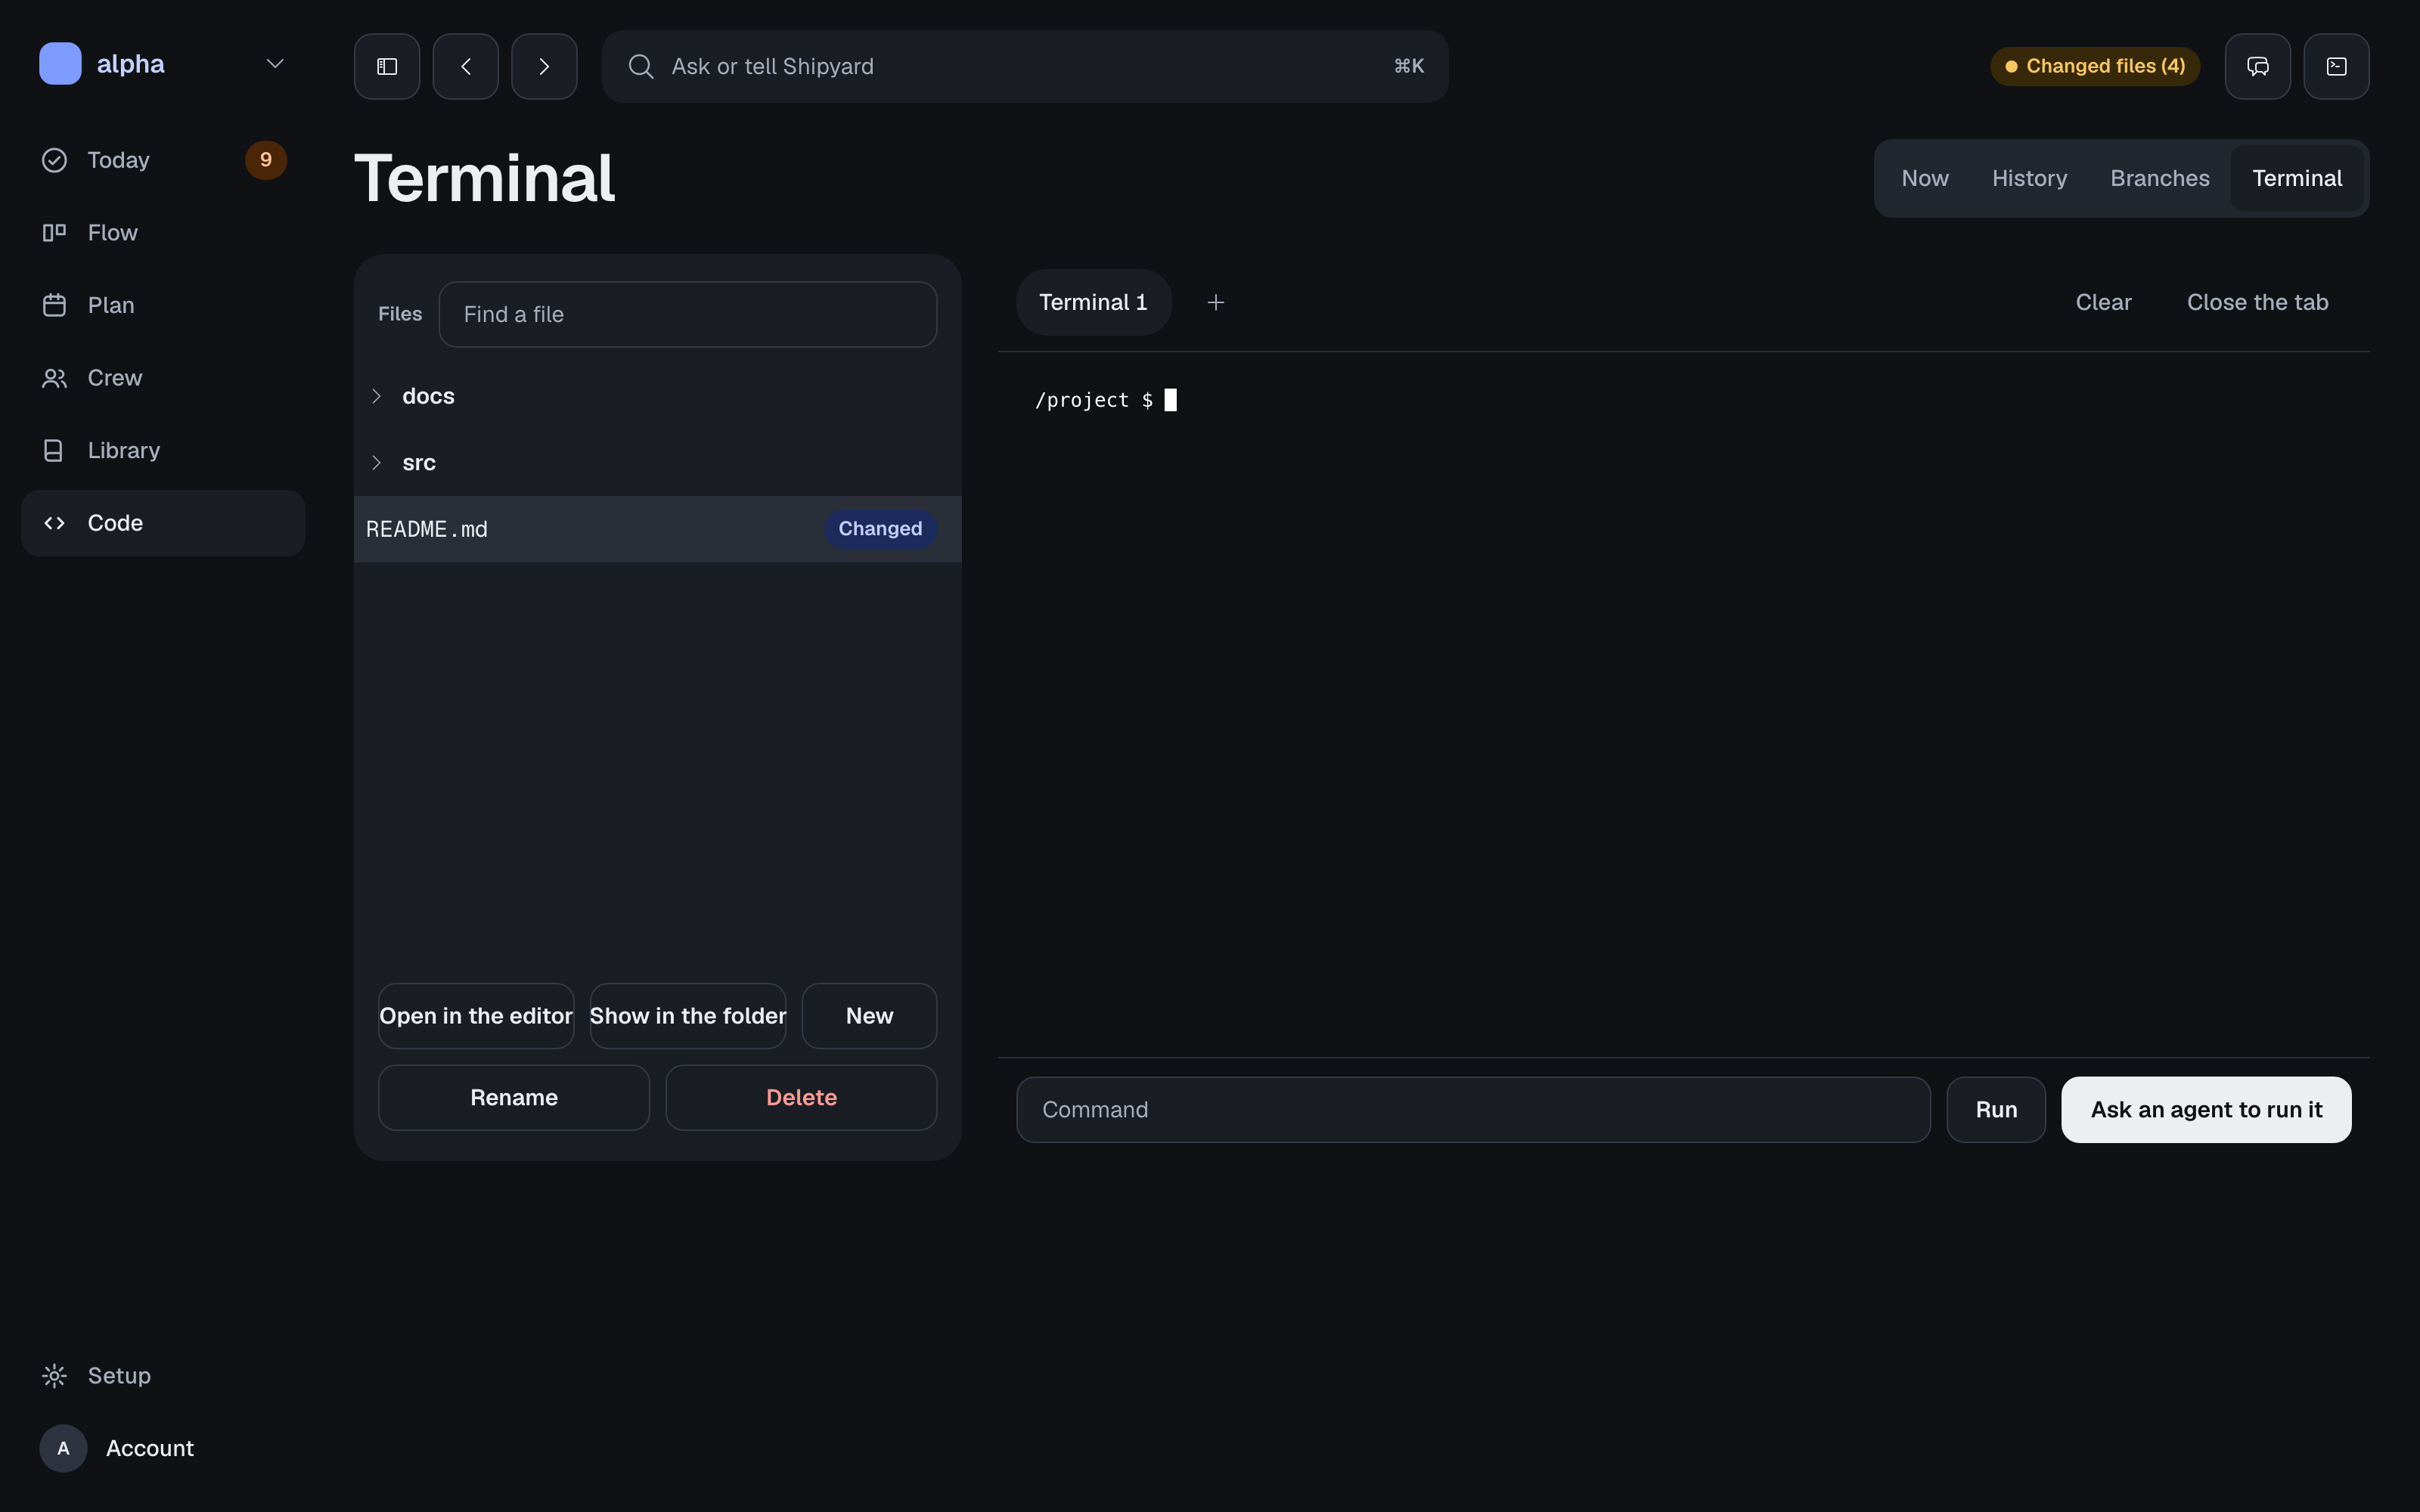 alpha
Ask or tell Shipyard
⌘K
Changed files (4)
Today
9
Flow
Plan
Crew
Library
Code
Setup
A
Account
Terminal
Now
History
Branches
Terminal
Files
Find a file
docs
src
README.md
Changed
Open in the editor
Show in the folder
New
Rename
Delete
Terminal 1
Clear
Close the tab
/project $
Command
Run
Ask an agent to run it